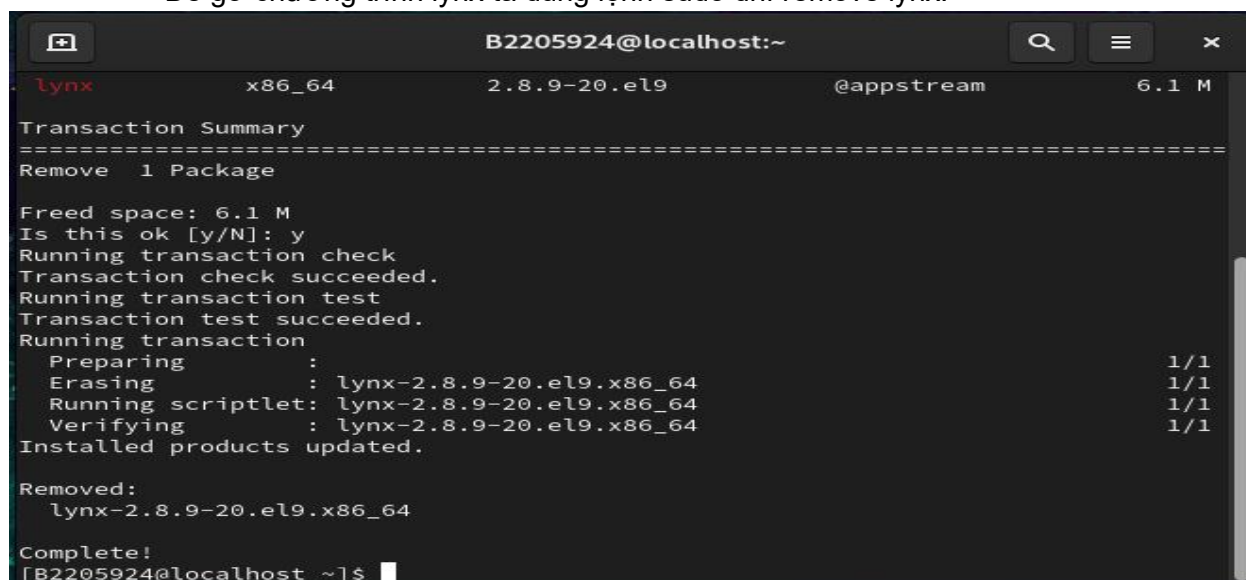 lynx x86_64 2.8.9-20.el9 @appstream 6.1 M
Transaction Summary
================================================================================
Remove 1 Package
Freed space: 6.1 M
Is this ok [y/N]: y
Running transaction check
Transaction check succeeded.
Running transaction test
Transaction test succeeded.
Running transaction
Preparing : 1/1
Erasing : lynx-2.8.9-20.el9.x86_64 1/1
Running scriptlet: lynx-2.8.9-20.el9.x86_64 1/1
Verifying : lynx-2.8.9-20.el9.x86_64 1/1
Installed products updated.
Removed:
lynx-2.8.9-20.el9.x86_64
Complete!
[B2205924@localhost ~]$